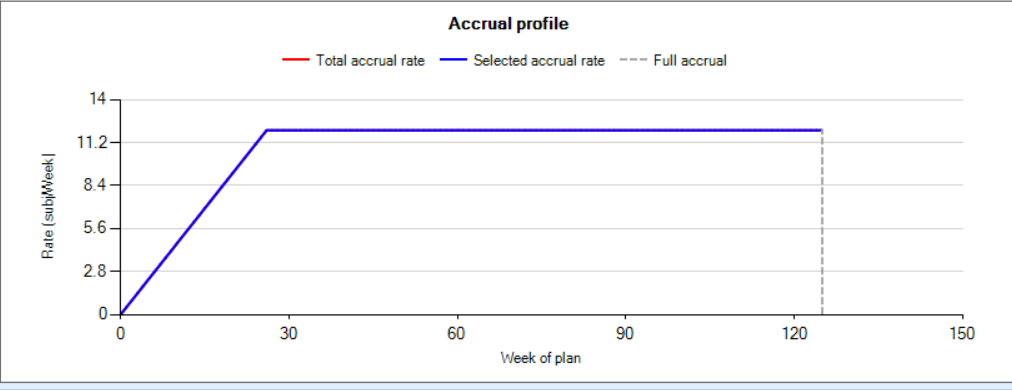 Accrual profile
Total accrual rate Selected accrual rate Full accrual
14
11.2
8.4
5.6
2.8
0
Rate (subj/Week)
0 30 60 90 120 150
Week of plan